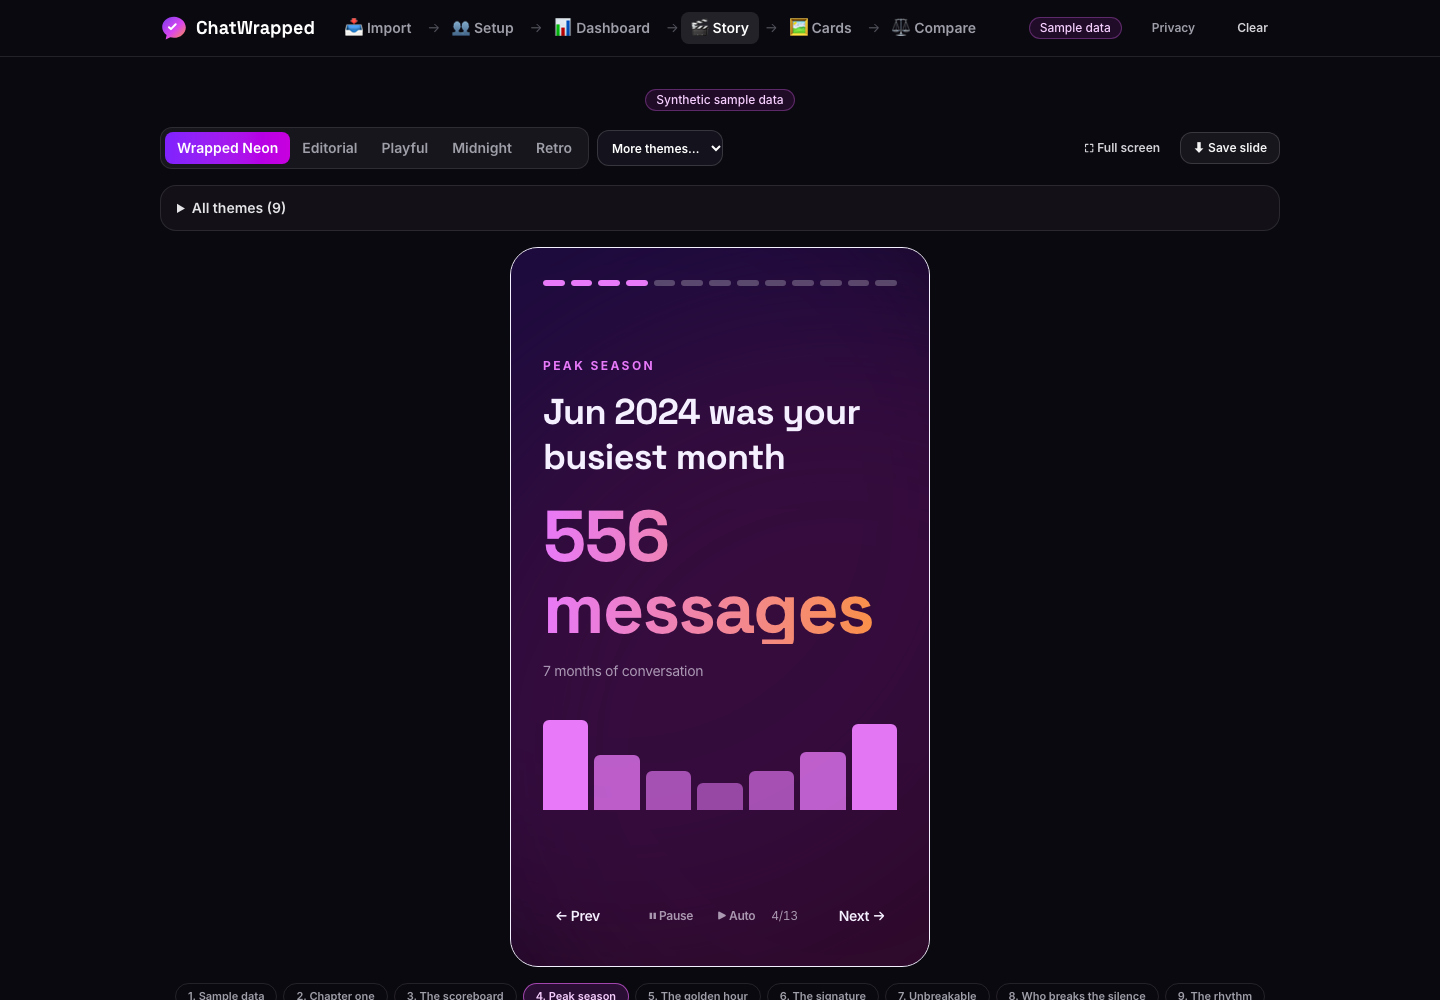 ChatWrapped
Import → Setup → Dashboard → Story → Cards → Compare
Sample data
Privacy
Clear
Synthetic sample data
Wrapped Neon
Editorial
Playful
Midnight
Retro
More themes...
Full screen
Save slide
All themes (9)
PEAK SEASON
Jun 2024 was your
busiest month
556
messages
7 months of conversation
← Prev
Pause
Auto
4/13
Next →
1. Sample data
2. Chapter one
3. The scoreboard
4. Peak season
5. The golden hour
6. The signature
7. Unbreakable
8. Who breaks the silence
9. The rhythm